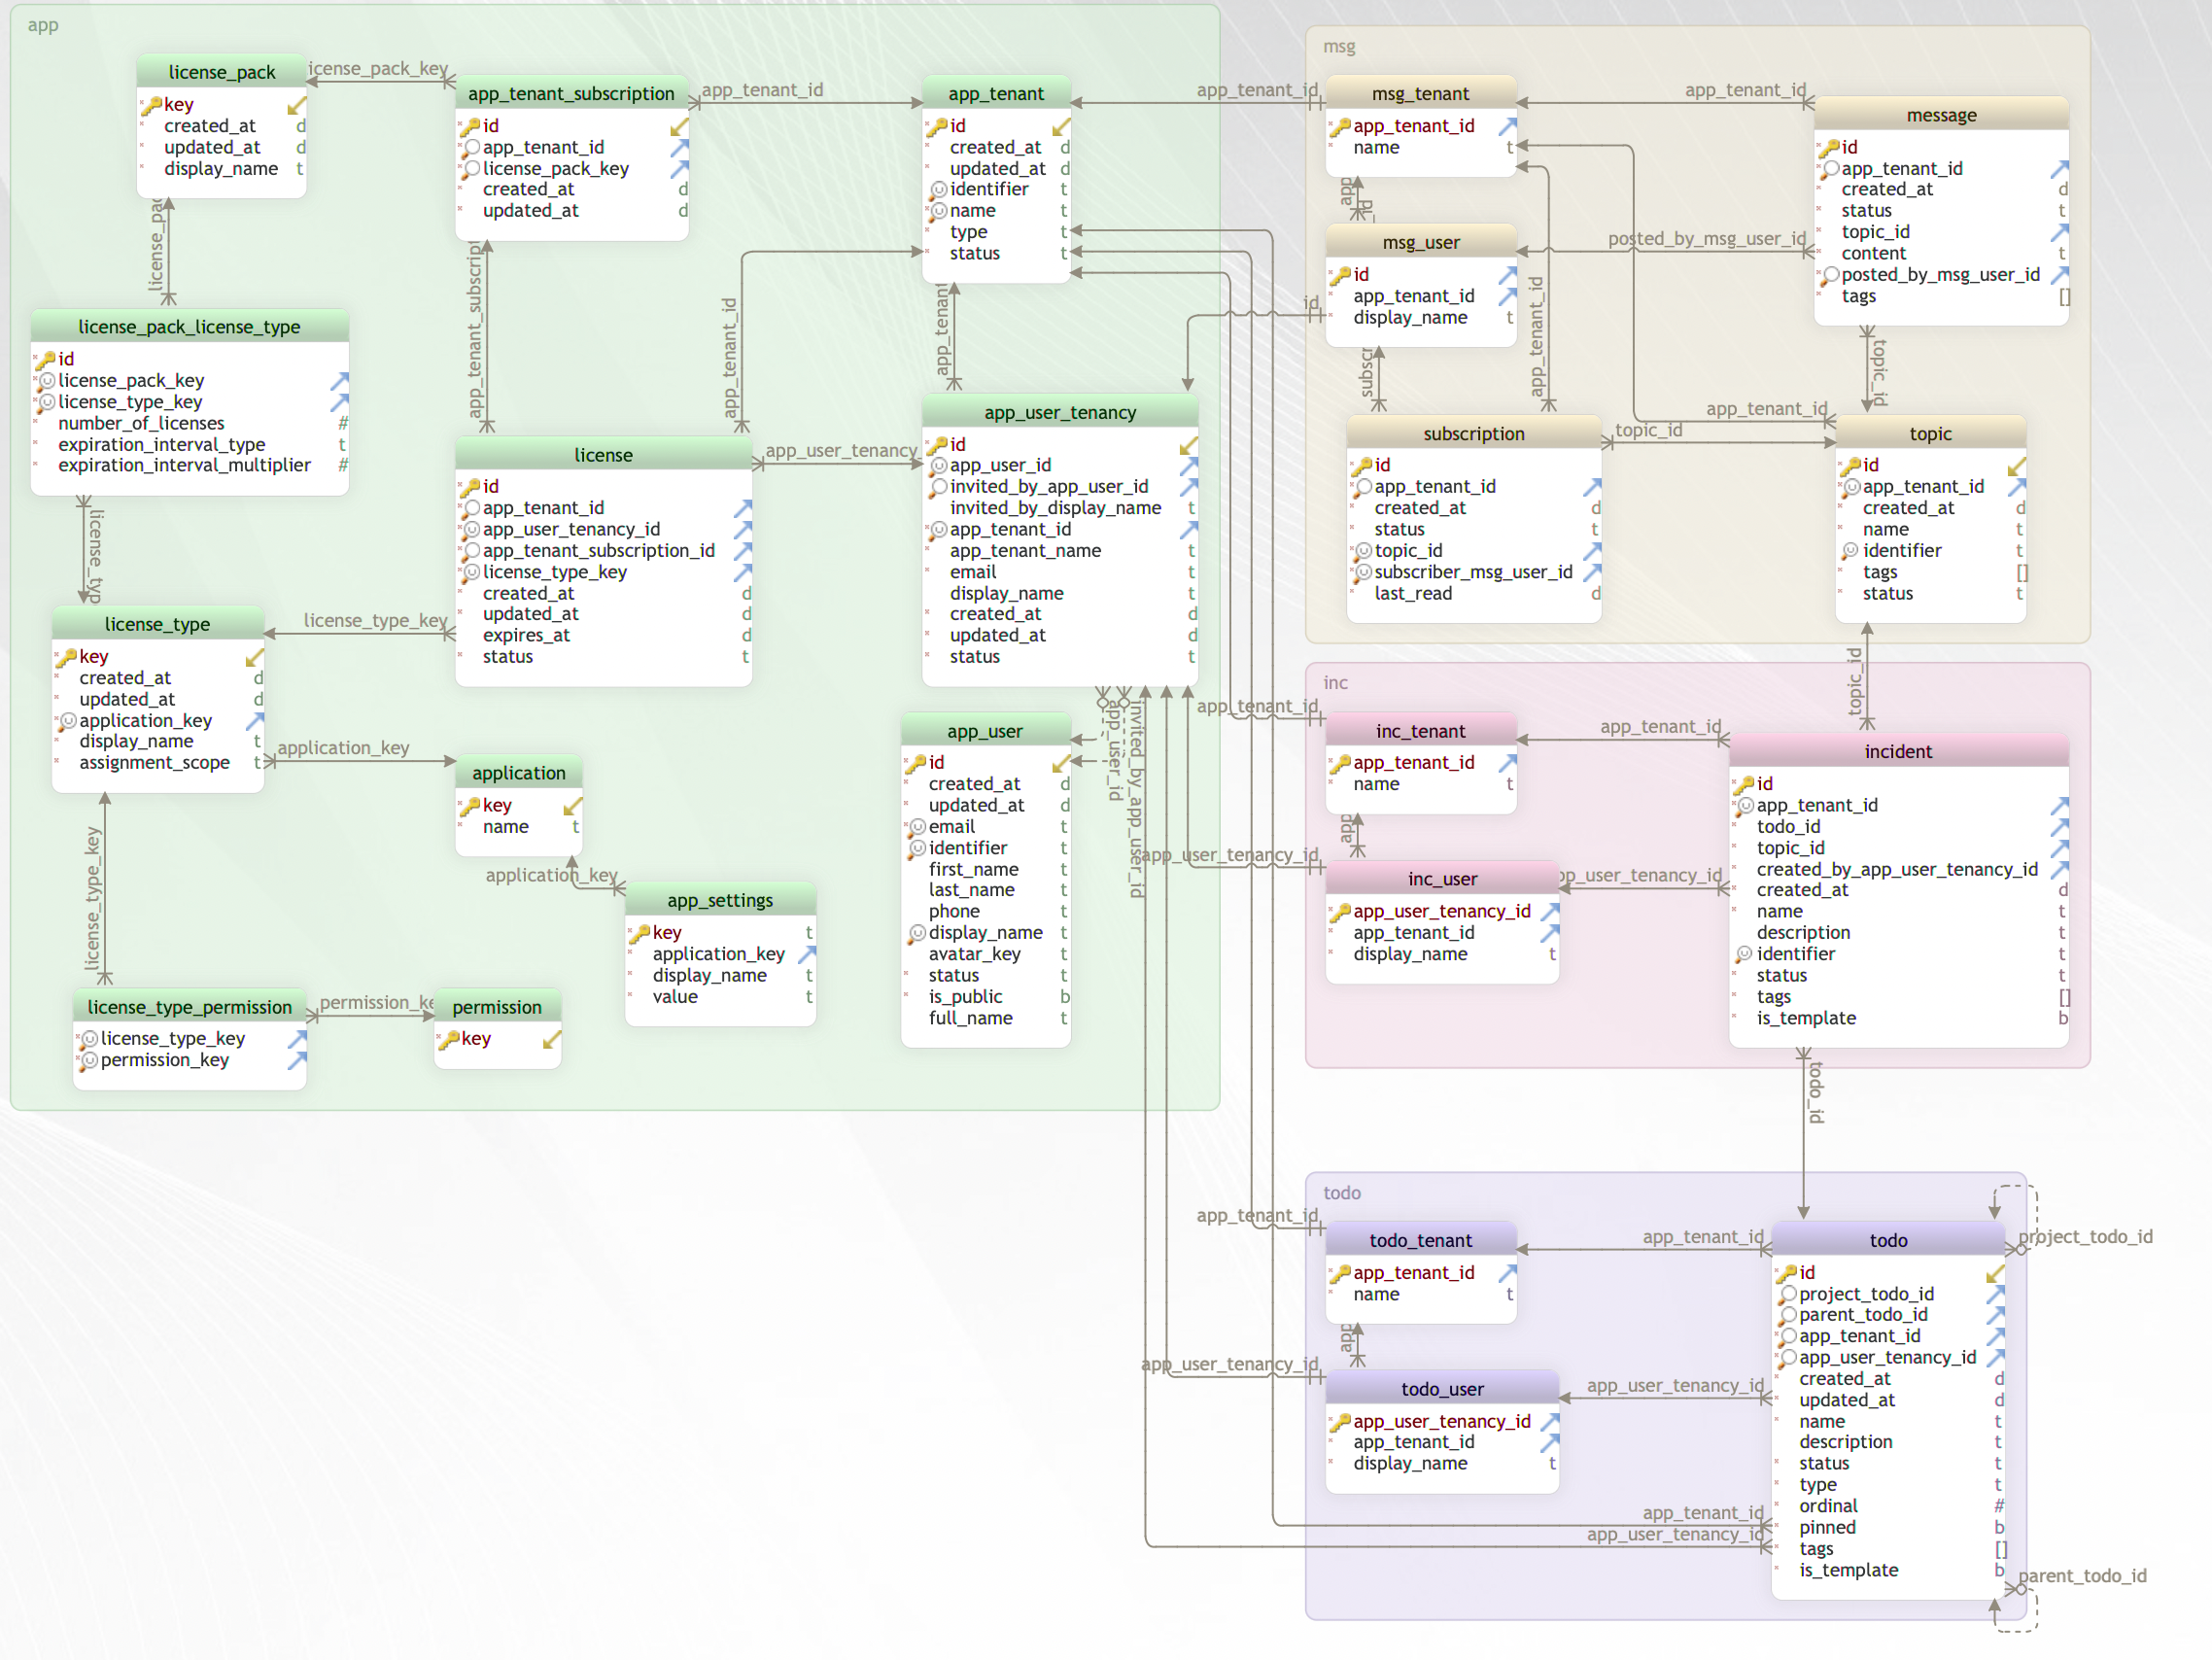 app
license_pack
key
created_at d
updated_at d
display_name t
license_pack_key
app_tenant_subscription
id
app_tenant_id
license_pack_key
created_at d
updated_at d
app_tenant_id
app_tenant
id
created_at d
updated_at d
identifier t
name t
type t
status t
license_pac
license_pack_license_type
id
license_pack_key
license_type_key
number_of_licenses #
expiration_interval_type t
expiration_interval_multiplier #
app_tenant_subscript
app_tenant_id
app_tenant
license
id
app_tenant_id
app_user_tenancy_id
app_tenant_subscription_id
license_type_key
created_at d
updated_at d
expires_at d
status t
app_user_tenancy
app_user_tenancy
id
app_user_id
invited_by_app_user_id
invited_by_display_name t
app_tenant_id
app_tenant_name t
email t
display_name t
created_at d
updated_at d
status t
license_typ
license_type
key
created_at d
updated_at d
application_key
display_name t
assignment_scope t
license_type_key
application_key
application
key
name t
application_key
app_settings
key t
application_key
display_name t
value t
app_user
id
created_at d
updated_at d
email t
identifier t
first_name t
last_name t
phone t
display_name t
avatar_key t
status t
is_public b
full_name t
app_user_id
invited_by_app_user_id
license_type_key
license_type_permission
license_type_key
permission_key
permission_ke
permission
key
msg
app_tenant_id
msg_tenant
app_tenant_id
name t
app_tenant_id
message
id
app_tenant_id
created_at d
status t
topic_id
content t
posted_by_msg_user_id
tags []
app
id
msg_user
id
app_tenant_id
display_name t
posted_by_msg_user_id
id
subscr
app_tenant_id
topic_id
app_tenant_id
topic_id
subscription
id
app_tenant_id
created_at d
status t
topic_id
subscriber_msg_user_id
last_read d
topic
id
app_tenant_id
created_at d
name t
identifier t
tags []
status t
topic_id
inc
app_tenant_id
inc_tenant
app_tenant_id
name t
app_tenant_id
app
app_user_tenancy_id
inc_user
app_user_tenancy_id
app_tenant_id
display_name t
pp_user_tenancy_id
incident
id
app_tenant_id
todo_id
topic_id
created_by_app_user_tenancy_id
created_at d
name t
description t
identifier t
status t
tags []
is_template b
todo_id
todo
app_tenant_id
todo_tenant
app_tenant_id
name t
app_tenant_id
app
app_user_tenancy_id
todo_user
app_user_tenancy_id
app_tenant_id
display_name t
app_user_tenancy_id
app_tenant_id
app_user_tenancy_id
todo
id
project_todo_id
parent_todo_id
app_tenant_id
app_user_tenancy_id
created_at d
updated_at d
name t
description t
status t
type t
ordinal #
pinned b
tags []
is_template b
project_todo_id
parent_todo_id